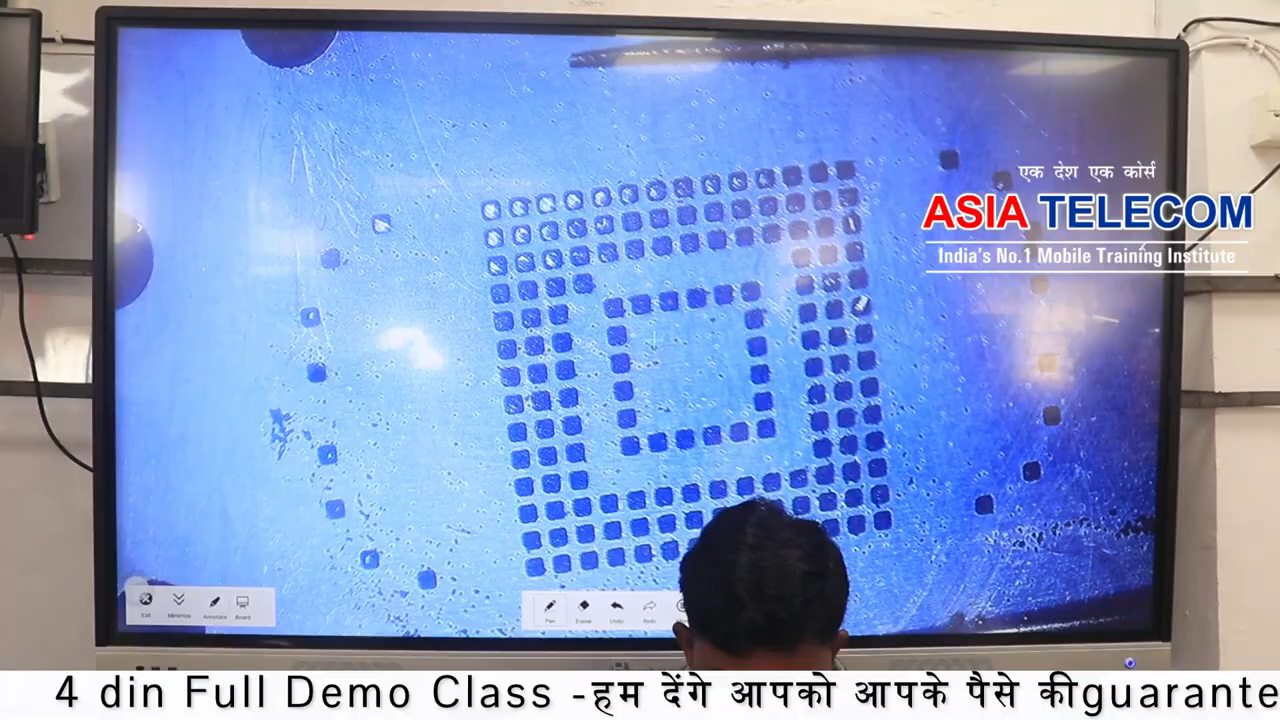 एक देश एक कोर्स
ASIA TELECOM
India's No.1 Mobile Training Institute
Exit Minimize Annotate Board
Pen Eraser Undo Redo
4 din Full Demo Class -हम देंगे आपको आपके पैसे कीguarante